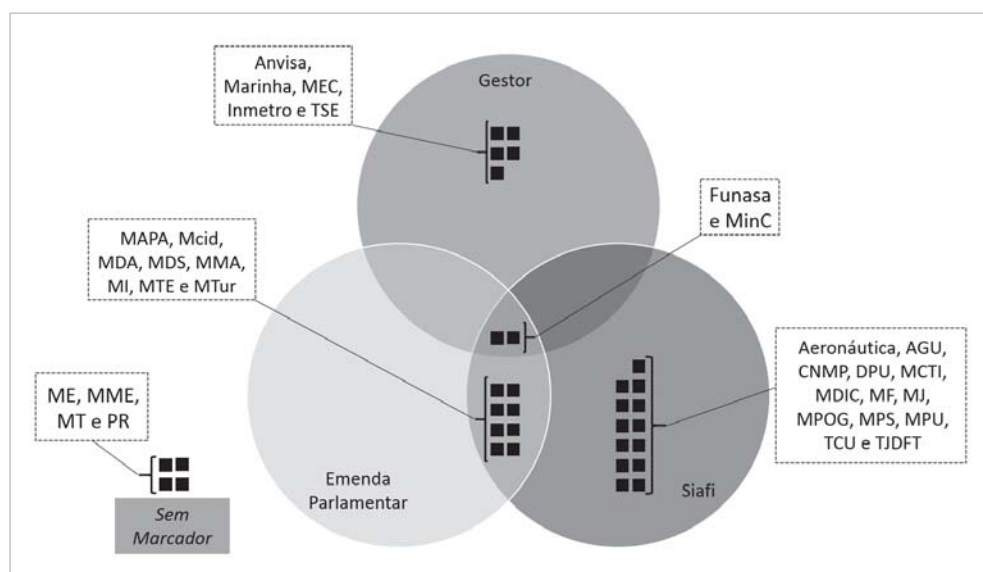 Anvisa,
Marinha, MEC,
Inmetro e TSE
Gestor
Funasa
e MinC
MAPA, Mcid,
MDA, MDS, MMA,
MI, MTE e MTur
Aeronáutica, AGU,
CNMP, DPU, MCTI,
MDIC, MF, MJ,
MPOG, MPS, MPU,
TCU e TJDFT
ME, MME,
MT e PR
Emenda
Parlamentar
Siafi
Sem
Marcador